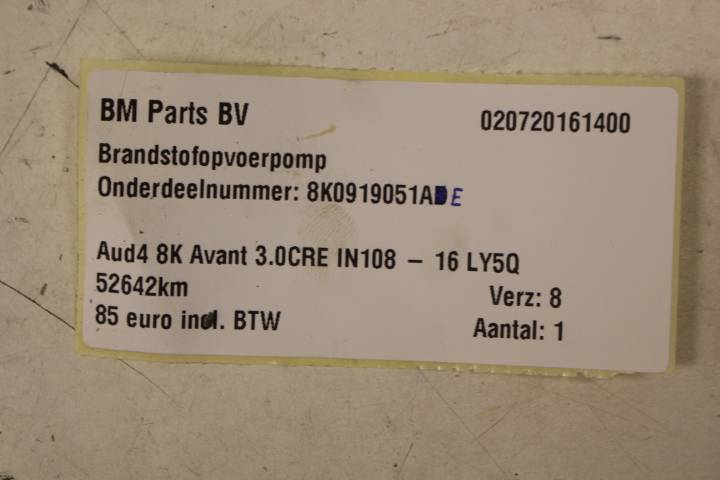 BM Parts BV 020720161400
Brandstofopvoerpomp
Onderdeelnummer: 8K0919051A E
Aud4 8K Avant 3.0CRE IN108 – 16 LY5Q
52642km Verz: 8
85 euro incl. BTW Aantal: 1